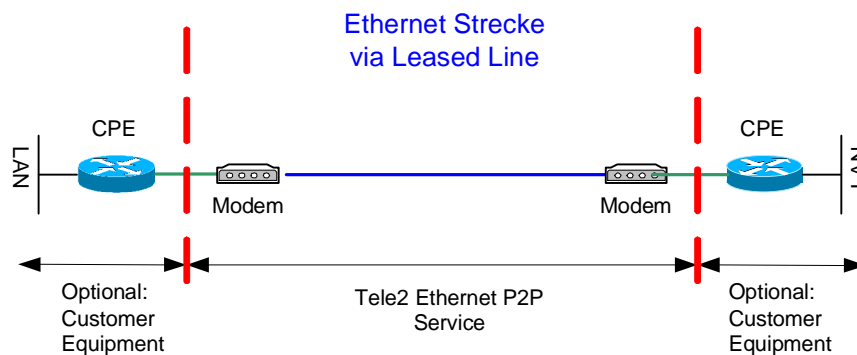 Ethernet Strecke
via Leased Line
CPE
CPE
LAN
LAN
Modem
Modem
Optional:
Customer
Equipment
Tele2 Ethernet P2P
Service
Optional:
Customer
Equipment